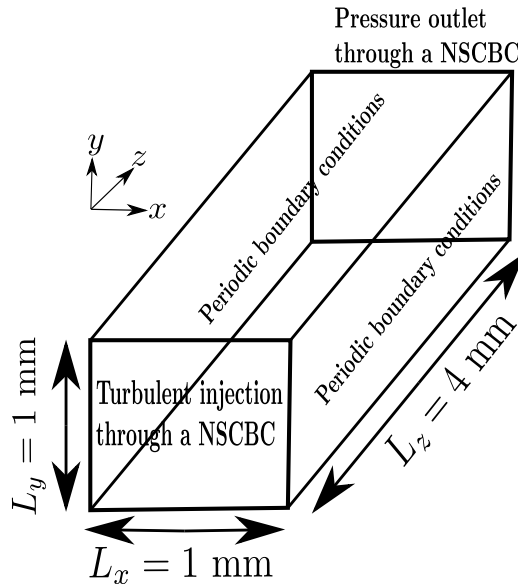 Pressure outlet
through a NSCBC
y
z
x
Periodic boundary conditions
Periodic boundary conditions
Turbulent injection
through a NSCBC
L_y = 1 mm
L_z = 4 mm
L_x = 1 mm